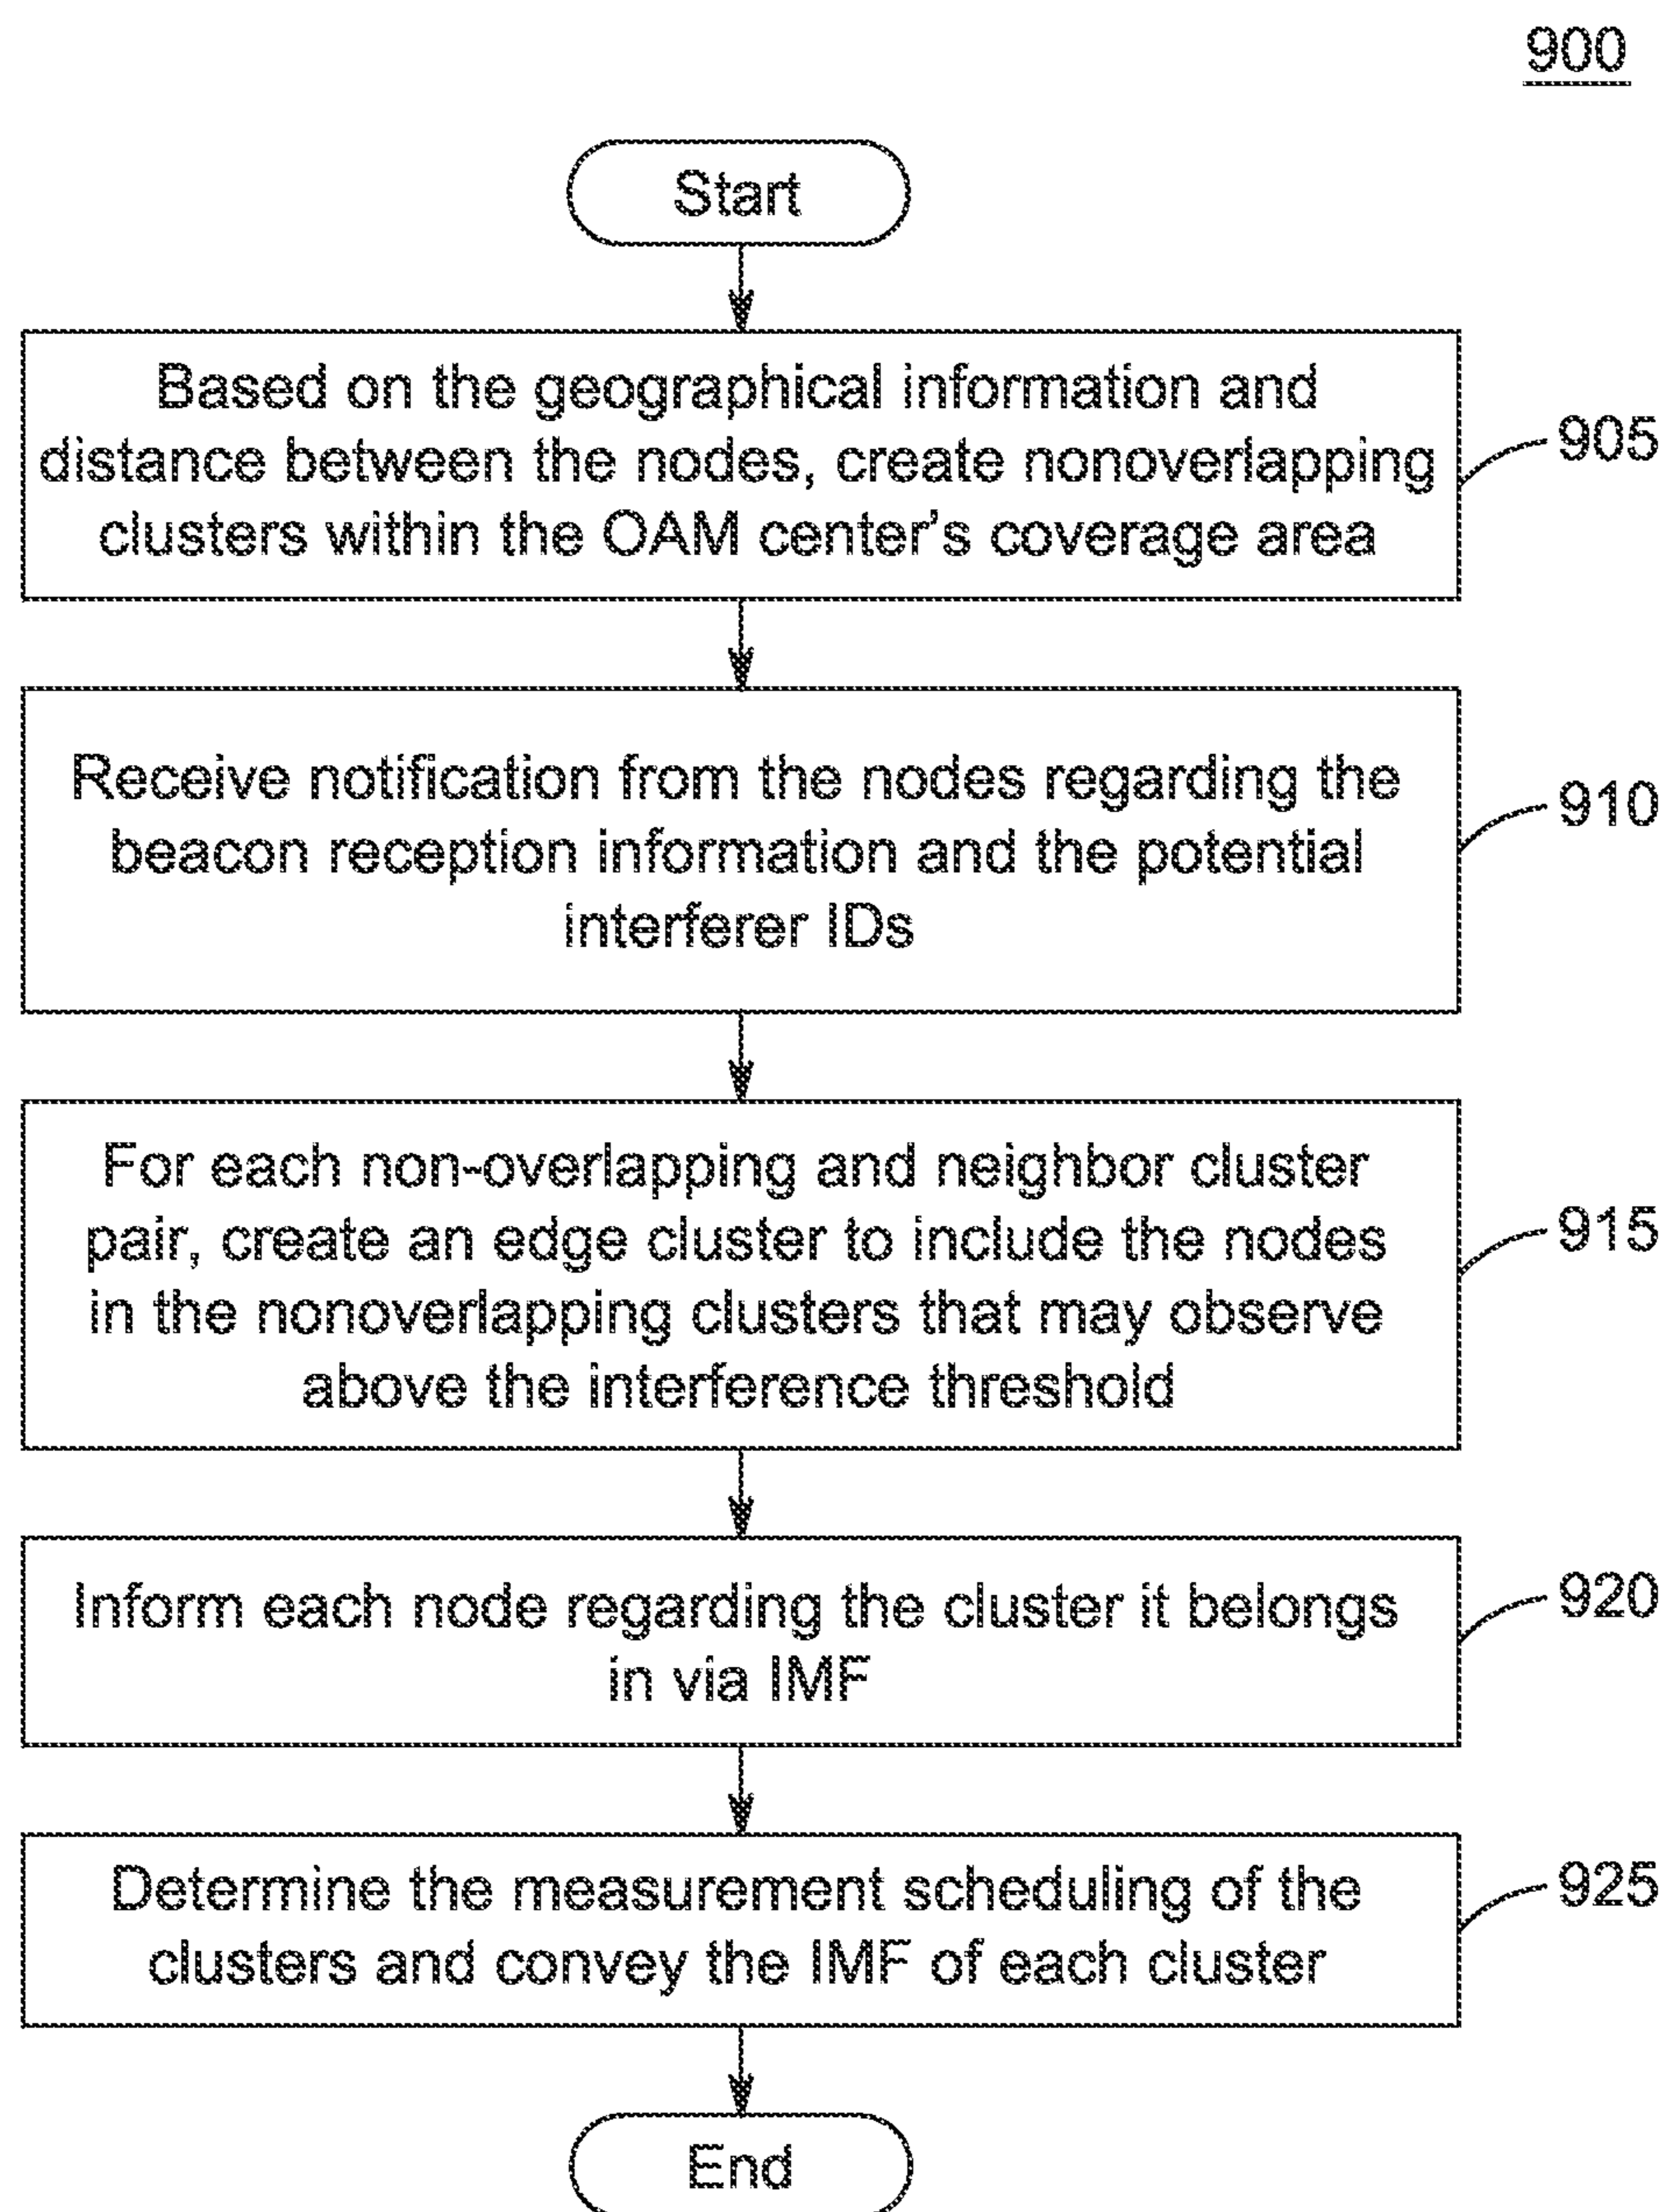 900
Start
Based on the geographical information and
distance between the nodes, create nonoverlapping
clusters within the OAM center's coverage area
905
Receive notification from the nodes regarding the
beacon reception information and the potential
interferer IDs
910
For each non-overlapping and neighbor cluster
pair, create an edge cluster to include the nodes
in the nonoverlapping clusters that may observe
above the interference threshold
915
Inform each node regarding the cluster it belongs
in via IMF
920
Determine the measurement scheduling of the
clusters and convey the IMF of each cluster
925
End